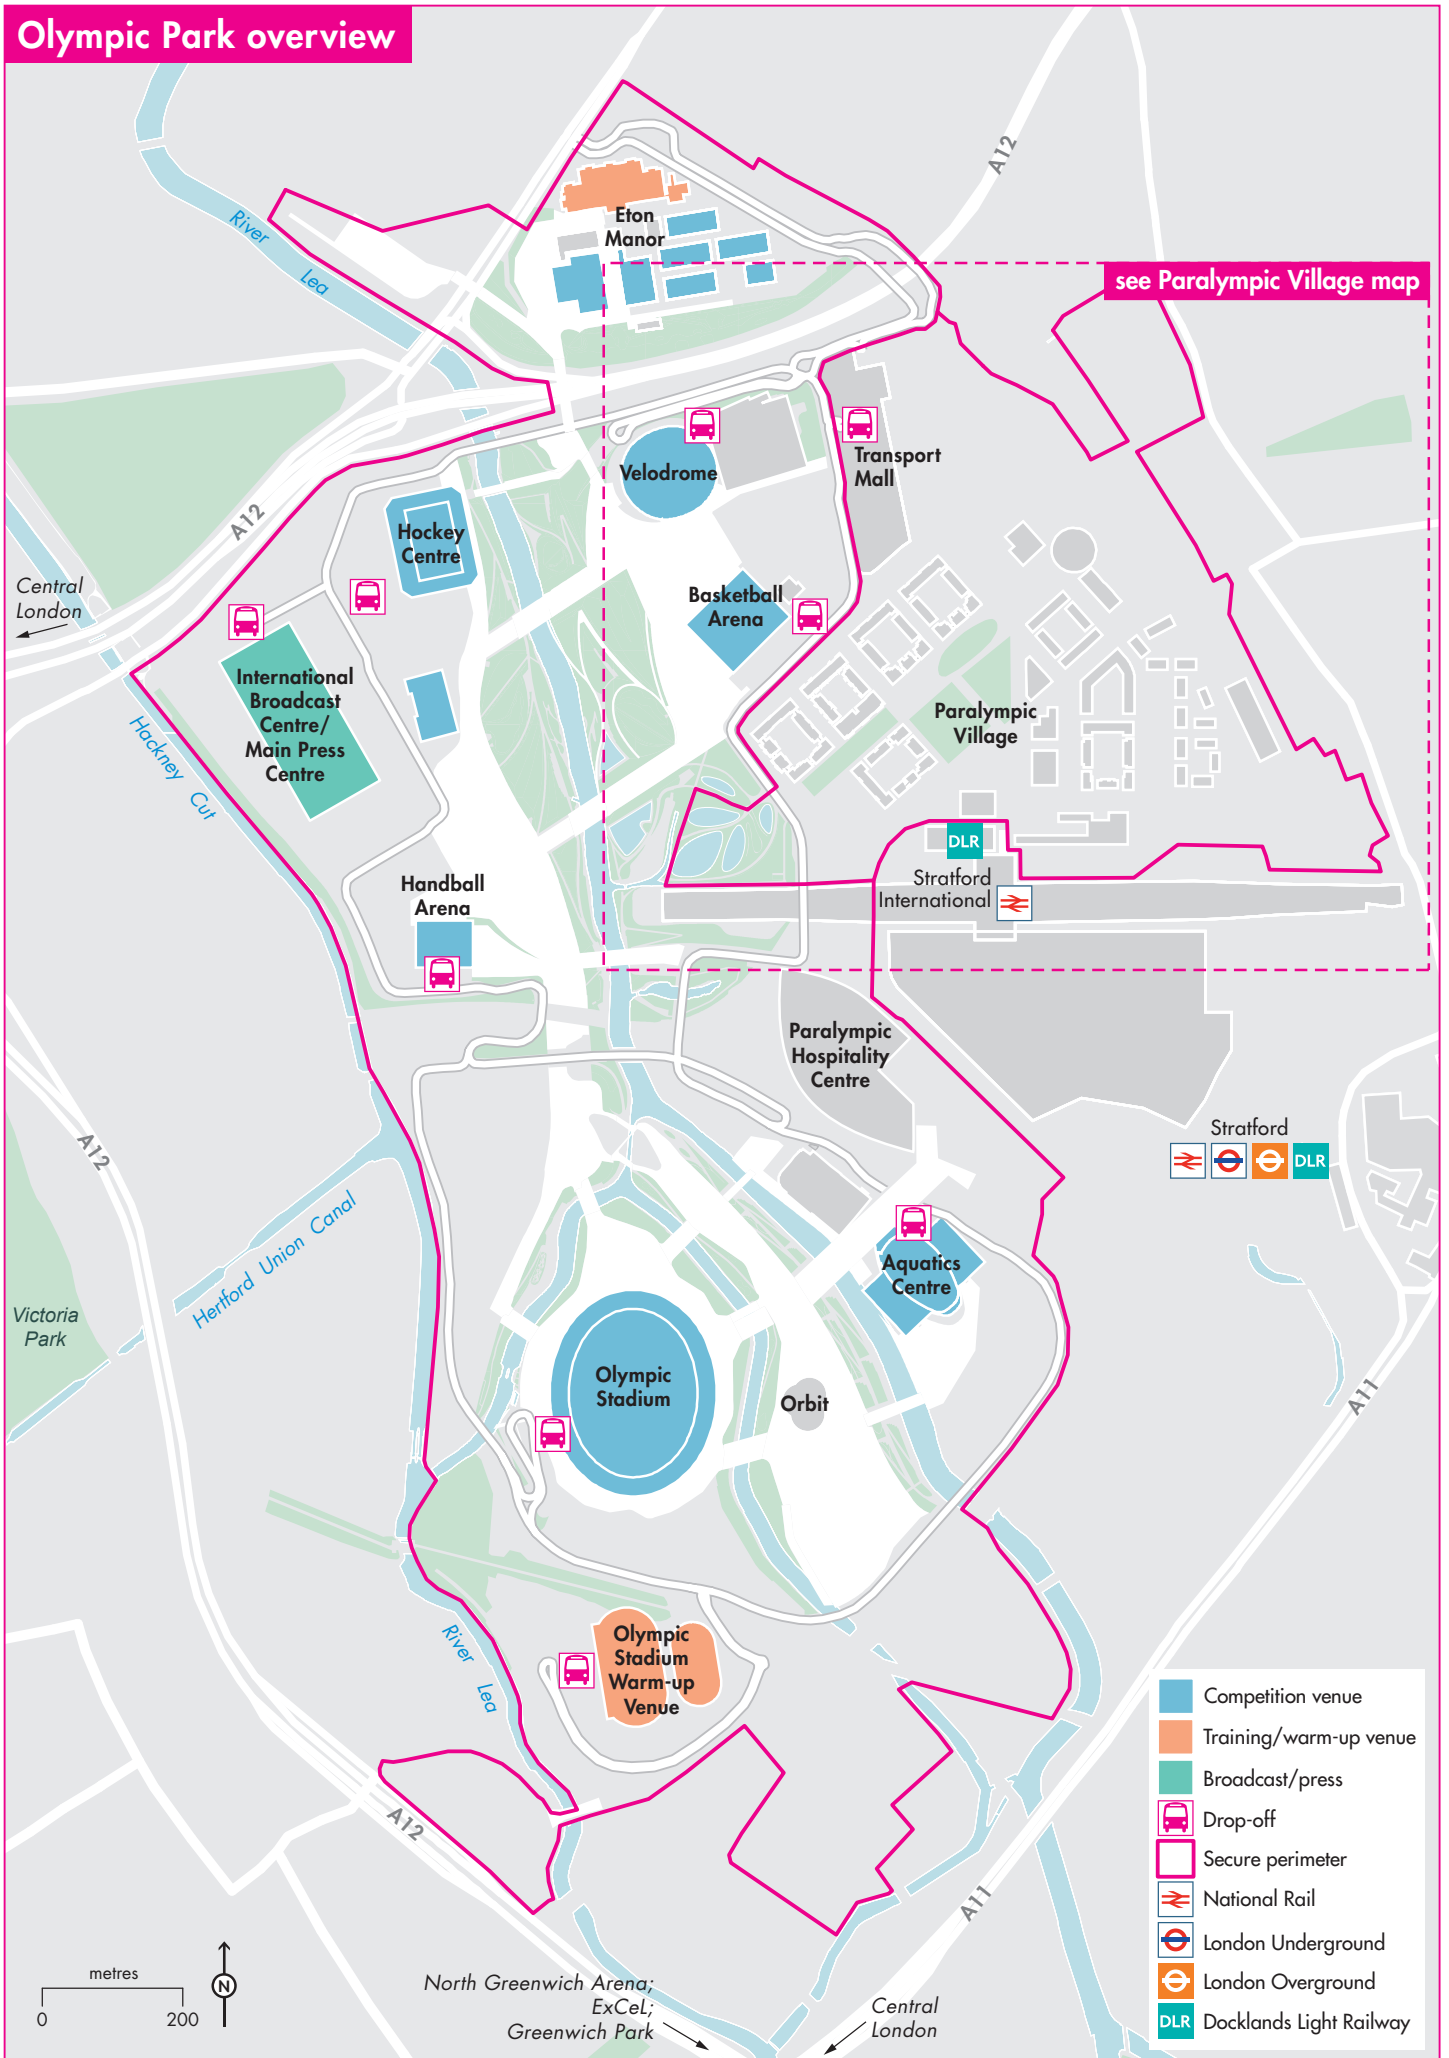 Olympic Park overview
A12
River
Lea
Eton
Manor
see Paralympic Village map
Velodrome
Transport
Mall
A12
Hockey
Centre
Central
London
Basketball
Arena
International
Broadcast
Centre/
Main Press
Centre
Paralympic
Village
Hackney Cut
DLR
Stratford
International
Handball
Arena
Paralympic
Hospitality
Centre
A12
Stratford
DLR
Hertford Union Canal
Aquatics
Centre
Victoria
Park
Olympic
Stadium
Orbit
A11
River
Lea
Olympic
Stadium
Warm-up
Venue
A12
A11
Competition venue
Training/warm-up venue
Broadcast/press
Drop-off
Secure perimeter
National Rail
London Underground
London Overground
DLR Docklands Light Railway
metres
0 200
N
North Greenwich Arena;
ExCeL;
Greenwich Park
Central
London